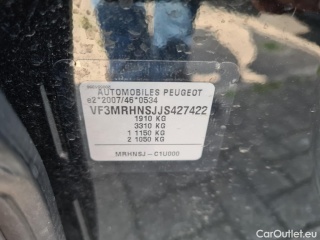 AUTOMOBILES PEUGEOT
e2*2007/46*0534
VF3MRHNSJJS427422
1910 KG
3310 KG
1 1150 KG
2 1050 KG
MRHNSJ - C1U000
CarOutlet.eu